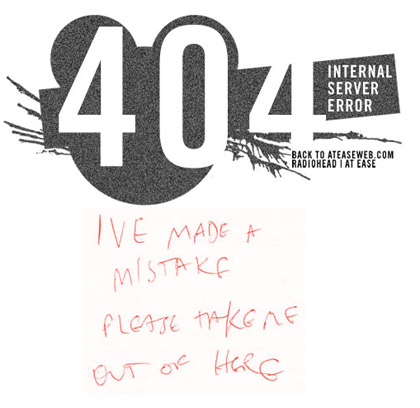 404
INTERNAL
SERVER
ERROR
BACK TO ATEASEWEB.COM
RADIOHEAD | AT EASE
IVE MADE A
MISTAKE
PLEASE TAKE ME
OUT OF HERE